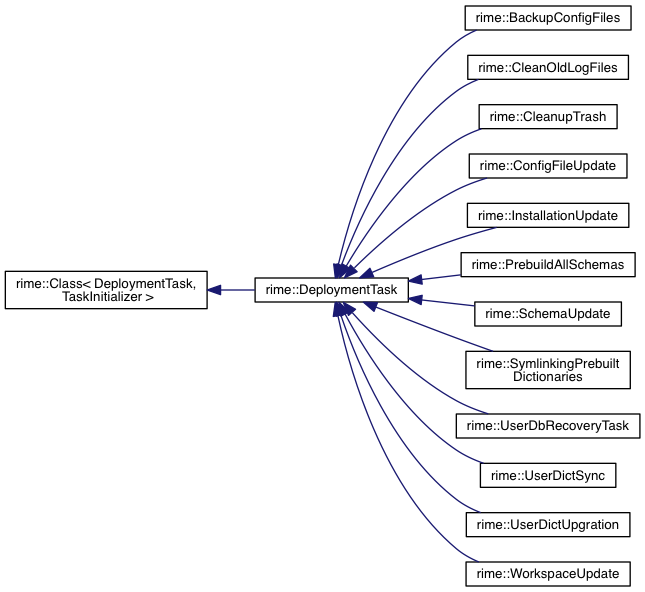 rime::BackupConfigFiles
rime::CleanOldLogFiles
rime::CleanupTrash
rime::ConfigFileUpdate
rime::InstallationUpdate
rime::PrebuildAllSchemas
rime::Class< DeploymentTask,
TaskInitializer >
rime::DeploymentTask
rime::SchemaUpdate
rime::SymlinkingPrebuilt
Dictionaries
rime::UserDbRecoveryTask
rime::UserDictSync
rime::UserDictUpgration
rime::WorkspaceUpdate